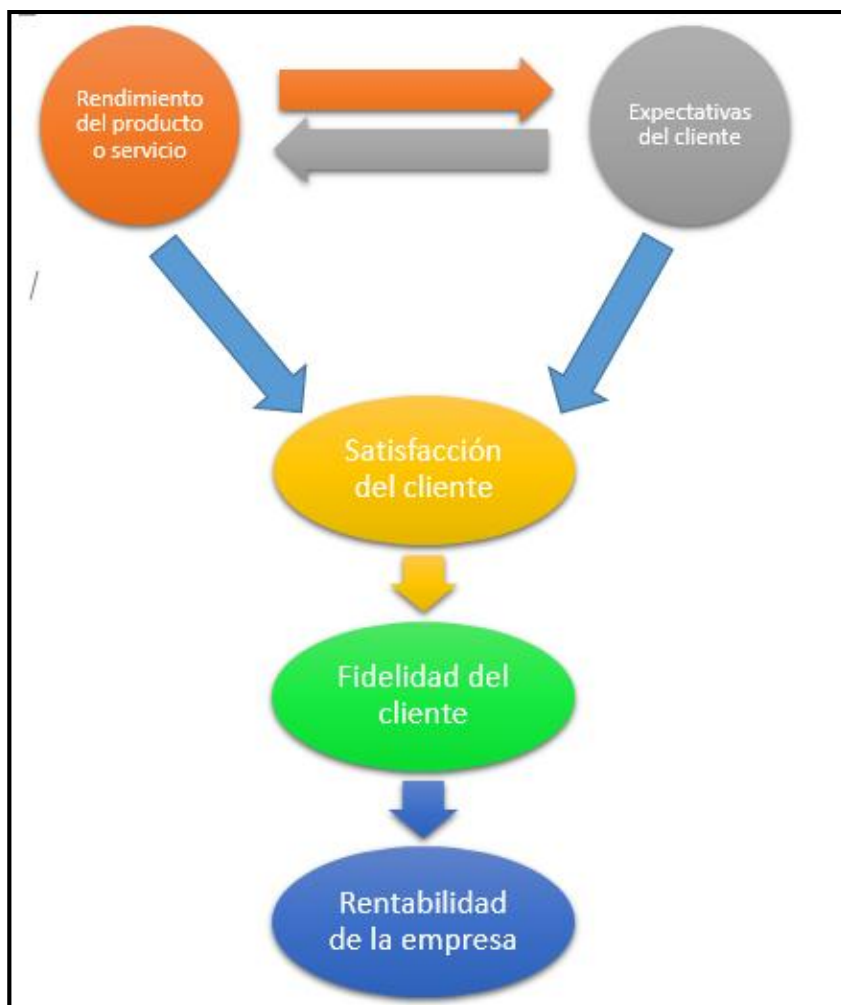 Rendimiento
del producto
o servicio
Expectativas
del cliente
Satisfacción
del cliente
Fidelidad del
cliente
Rentabilidad
de la empresa